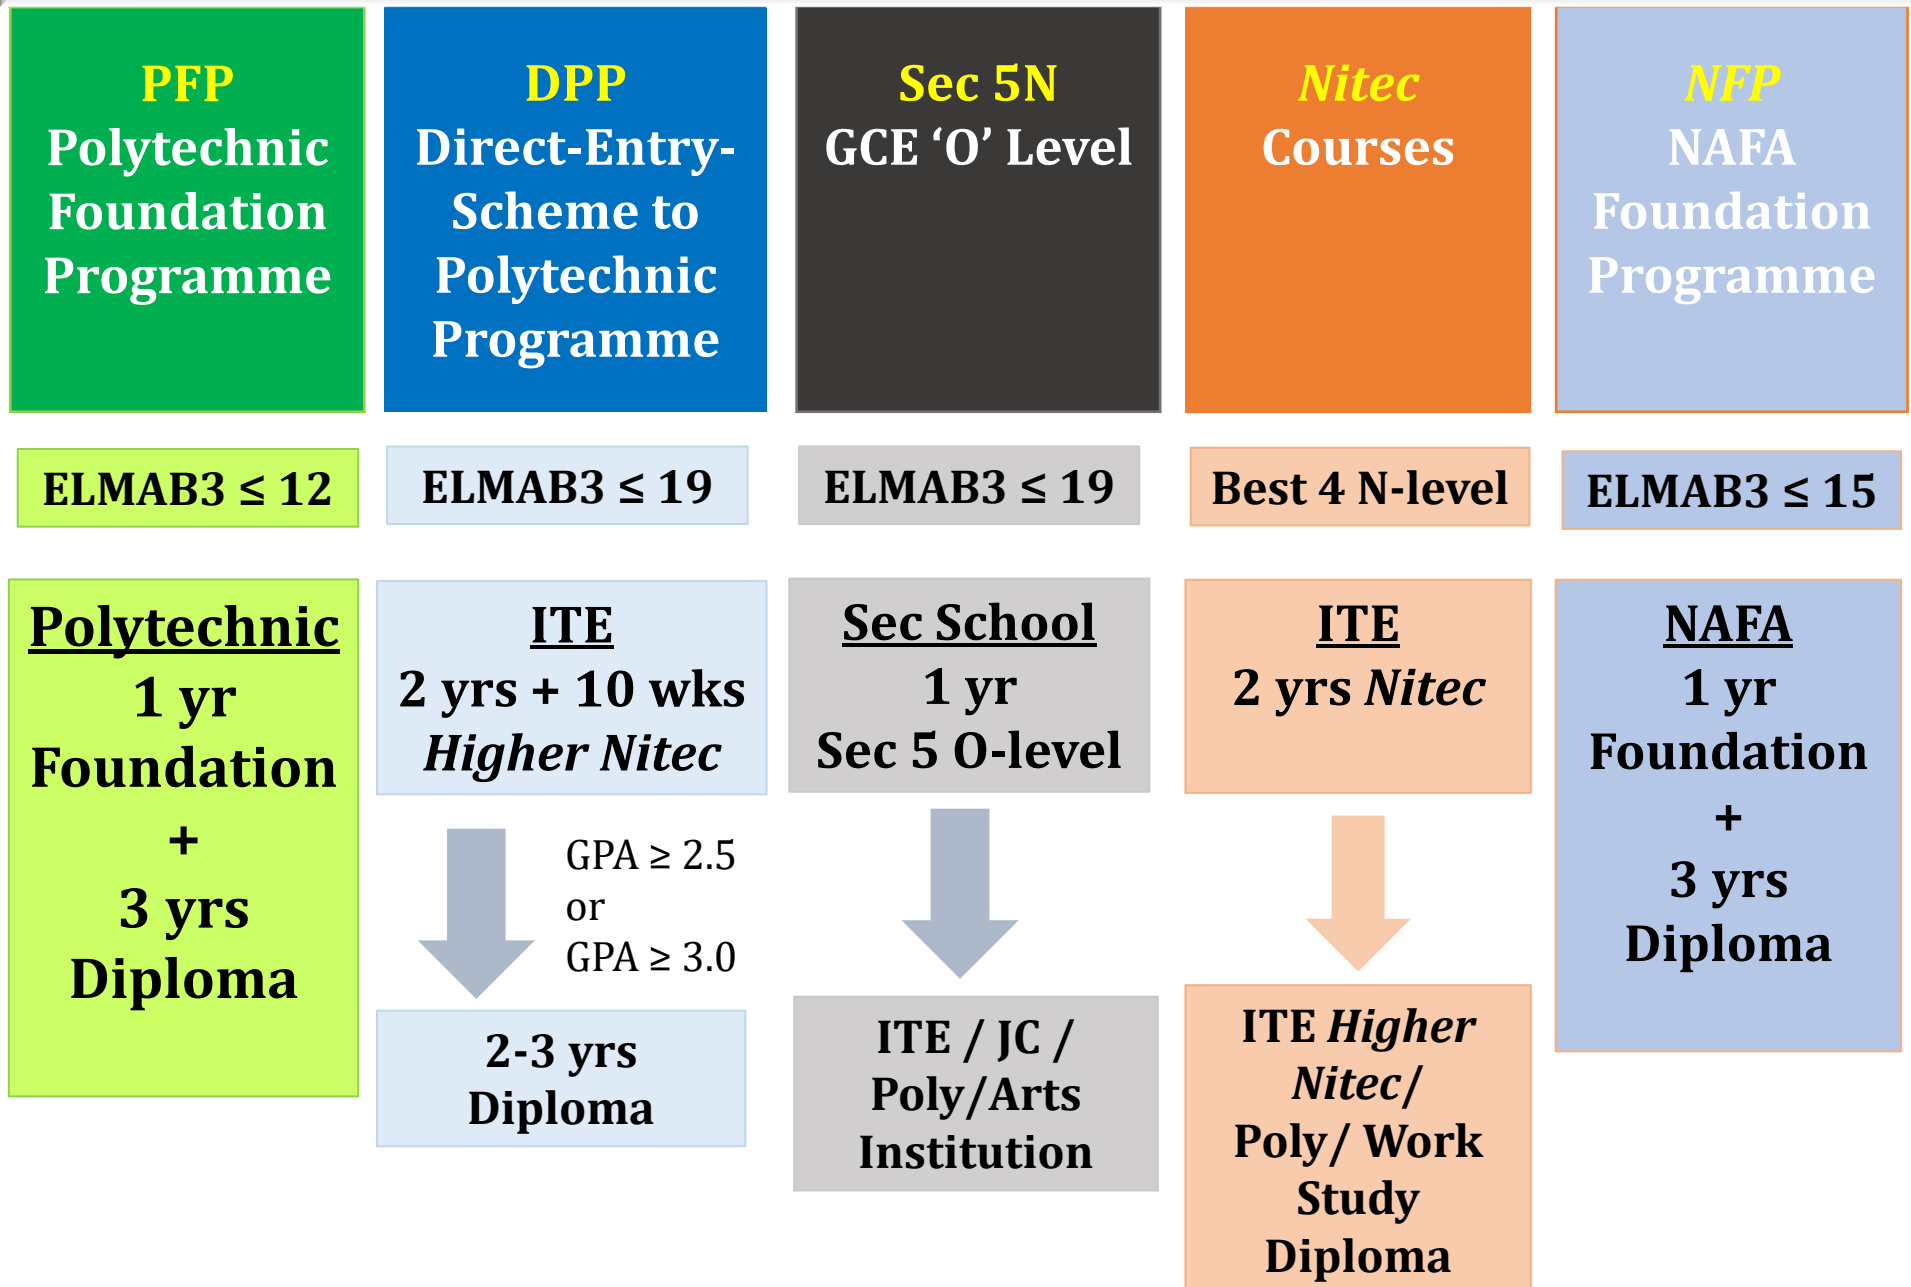 PFP
Polytechnic
Foundation
Programme
DPP
Direct-Entry-
Scheme to
Polytechnic
Programme
Sec 5N
GCE ‘O’ Level
Nitec
Courses
NFP
NAFA
Foundation
Programme
ELMAB3 ≤ 12
ELMAB3 ≤ 19
ELMAB3 ≤ 19
Best 4 N-level
ELMAB3 ≤ 15
Polytechnic
1 yr
Foundation
+
3 yrs
Diploma
ITE
2 yrs + 10 wks
Higher Nitec
GPA ≥ 2.5
or
GPA ≥ 3.0
2-3 yrs
Diploma
Sec School
1 yr
Sec 5 O-level
ITE / JC /
Poly/Arts
Institution
ITE
2 yrs Nitec
ITE Higher
Nitec/
Poly/ Work
Study
Diploma
NAFA
1 yr
Foundation
+
3 yrs
Diploma